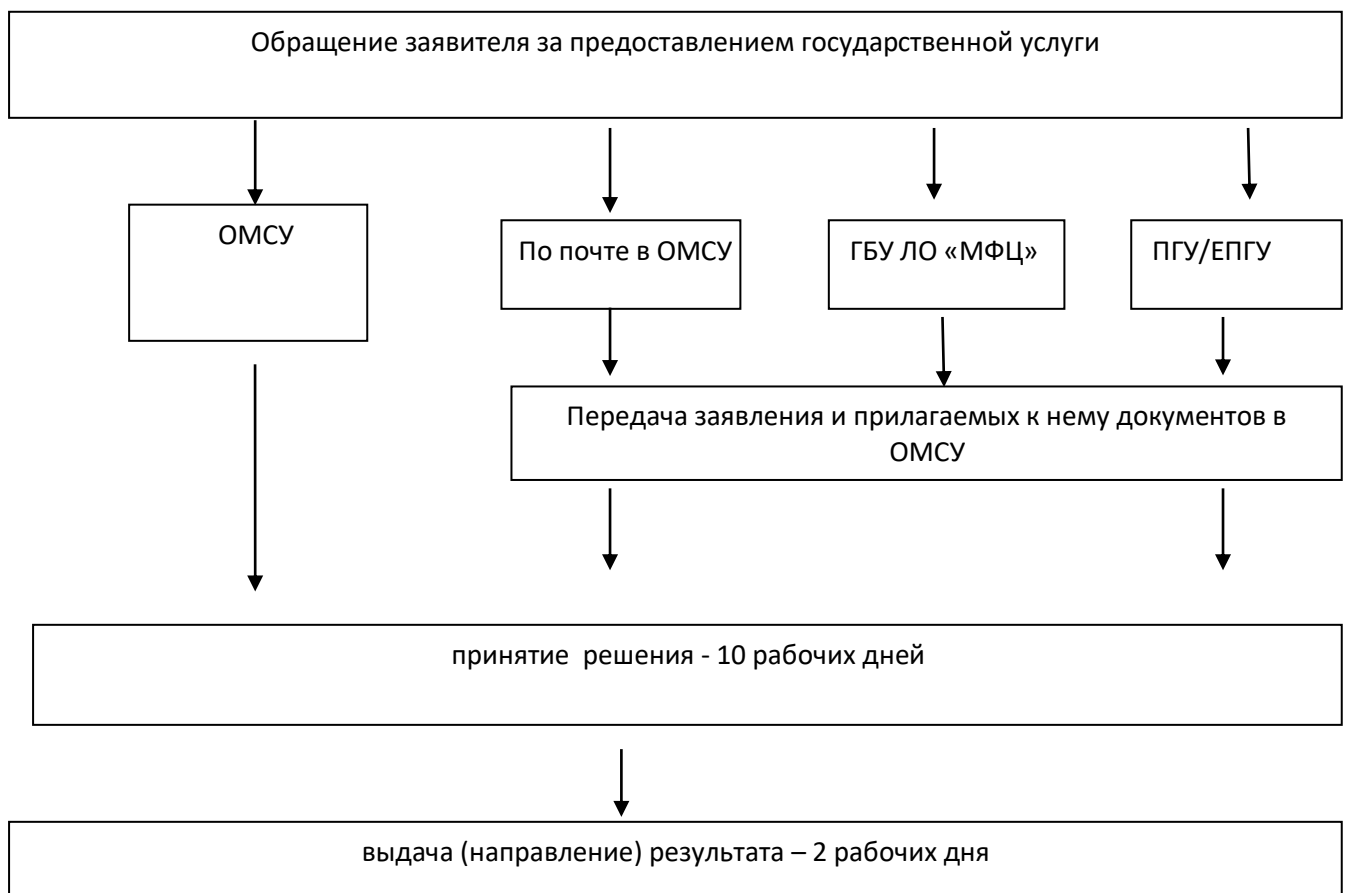 Обращение заявителя за предоставлением государственной услуги
ОМСУ
По почте в ОМСУ
ГБУ ЛО «МФЦ»
ПГУ/ЕПГУ
Передача заявления и прилагаемых к нему документов в
ОМСУ
принятие решения - 10 рабочих дней
выдача (направление) результата – 2 рабочих дня